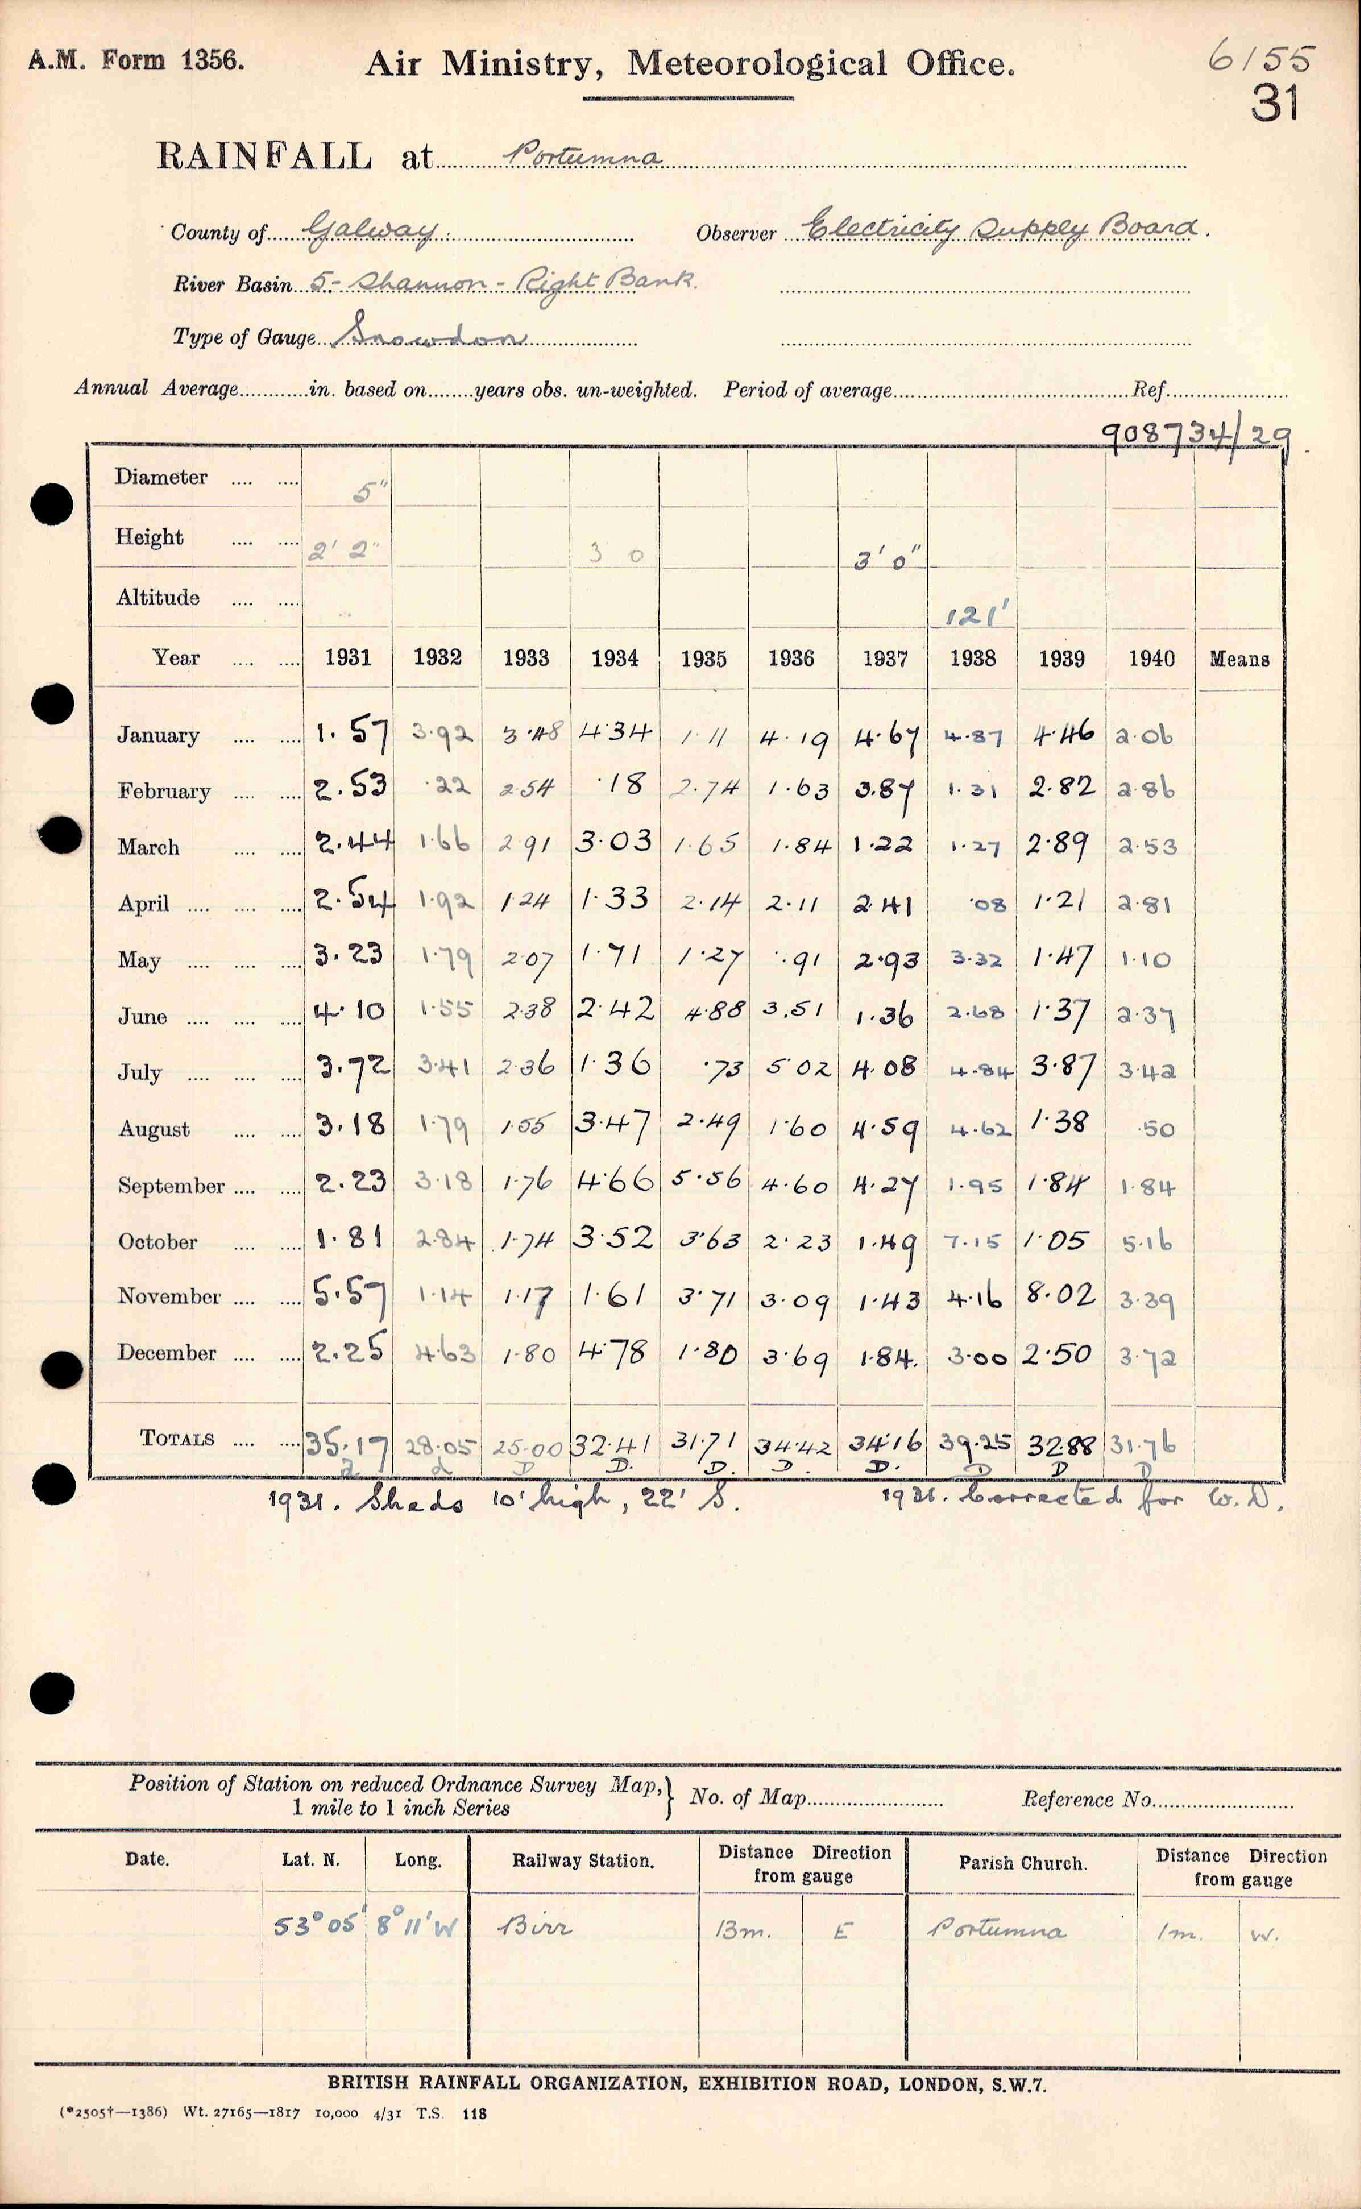 A.M. Form 1356.
Air Ministry, Meteorological Office.
6155
31
RAINFALL at Portumna
County of Galway. Observer Electricity Supply Board.
River Basin 5 - Shannon - Right Bank.
Type of Gauge Snowdon
Annual Average............in. based on........years obs. un-weighted. Period of average........................Ref.....................
908734/29.
Diameter .... .... 5"
Height .... .... 2' 2" 3 0 3' 0"
Altitude .... .... 121'
Year .... .... 1931 1932 1933 1934 1935 1936 1937 1938 1939 1940 Means
January .... .... 1.57 3.92 3.48 4.34 1.11 4.19 4.67 4.87 4.46 2.06
February .... .... 2.53 .22 2.54 .18 2.74 1.63 3.87 1.31 2.82 2.86
March .... .... 2.44 1.66 2.91 3.03 1.65 1.84 1.22 1.27 2.89 2.53
April .... .... .... 2.54 1.92 1.24 1.33 2.14 2.11 2.41 .08 1.21 2.81
May .... .... .... 3.23 1.79 2.07 1.71 1.27 .91 2.93 3.32 1.47 1.10
June .... .... .... 4.10 1.55 2.38 2.42 4.88 3.51 1.36 2.68 1.37 2.37
July .... .... .... 3.72 3.41 2.36 1.36 .73 5.02 4.08 4.84 3.87 3.42
August .... .... 3.18 1.79 1.55 3.47 2.49 1.60 4.59 4.62 1.38 .50
September .... .... 2.23 3.18 1.76 4.66 5.56 4.60 4.27 1.95 1.84 1.84
October .... .... 1.81 2.84 1.74 3.52 3.63 2.23 1.49 7.15 1.05 5.16
November .... .... 5.57 1.14 1.17 1.61 3.71 3.09 1.43 4.16 8.02 3.39
December .... .... 2.25 4.63 1.80 4.78 1.80 3.69 1.84. 3.00 2.50 3.72
TOTALS .... .... 35.17 28.05 25.00 32.41 31.71 34.42 34.16 39.25 32.88 31.76
D D. D. D. D. D D D
1931. Sheds 10' high, 22' S. 1931. Corrected for W.D.
Position of Station on reduced Ordnance Survey Map, } No. of Map........................ Reference No.........................
1 mile to 1 inch Series
Date. Lat. N. Long. Railway Station. Distance Direction from gauge Parish Church. Distance Direction from gauge
53° 05' 8° 11' W Birr 13m. E Portumna 1m. W.
BRITISH RAINFALL ORGANIZATION, EXHIBITION ROAD, LONDON, S.W.7.
(*2505†—1386) Wt. 27165—1817 10,000 4/31 T.S. 118